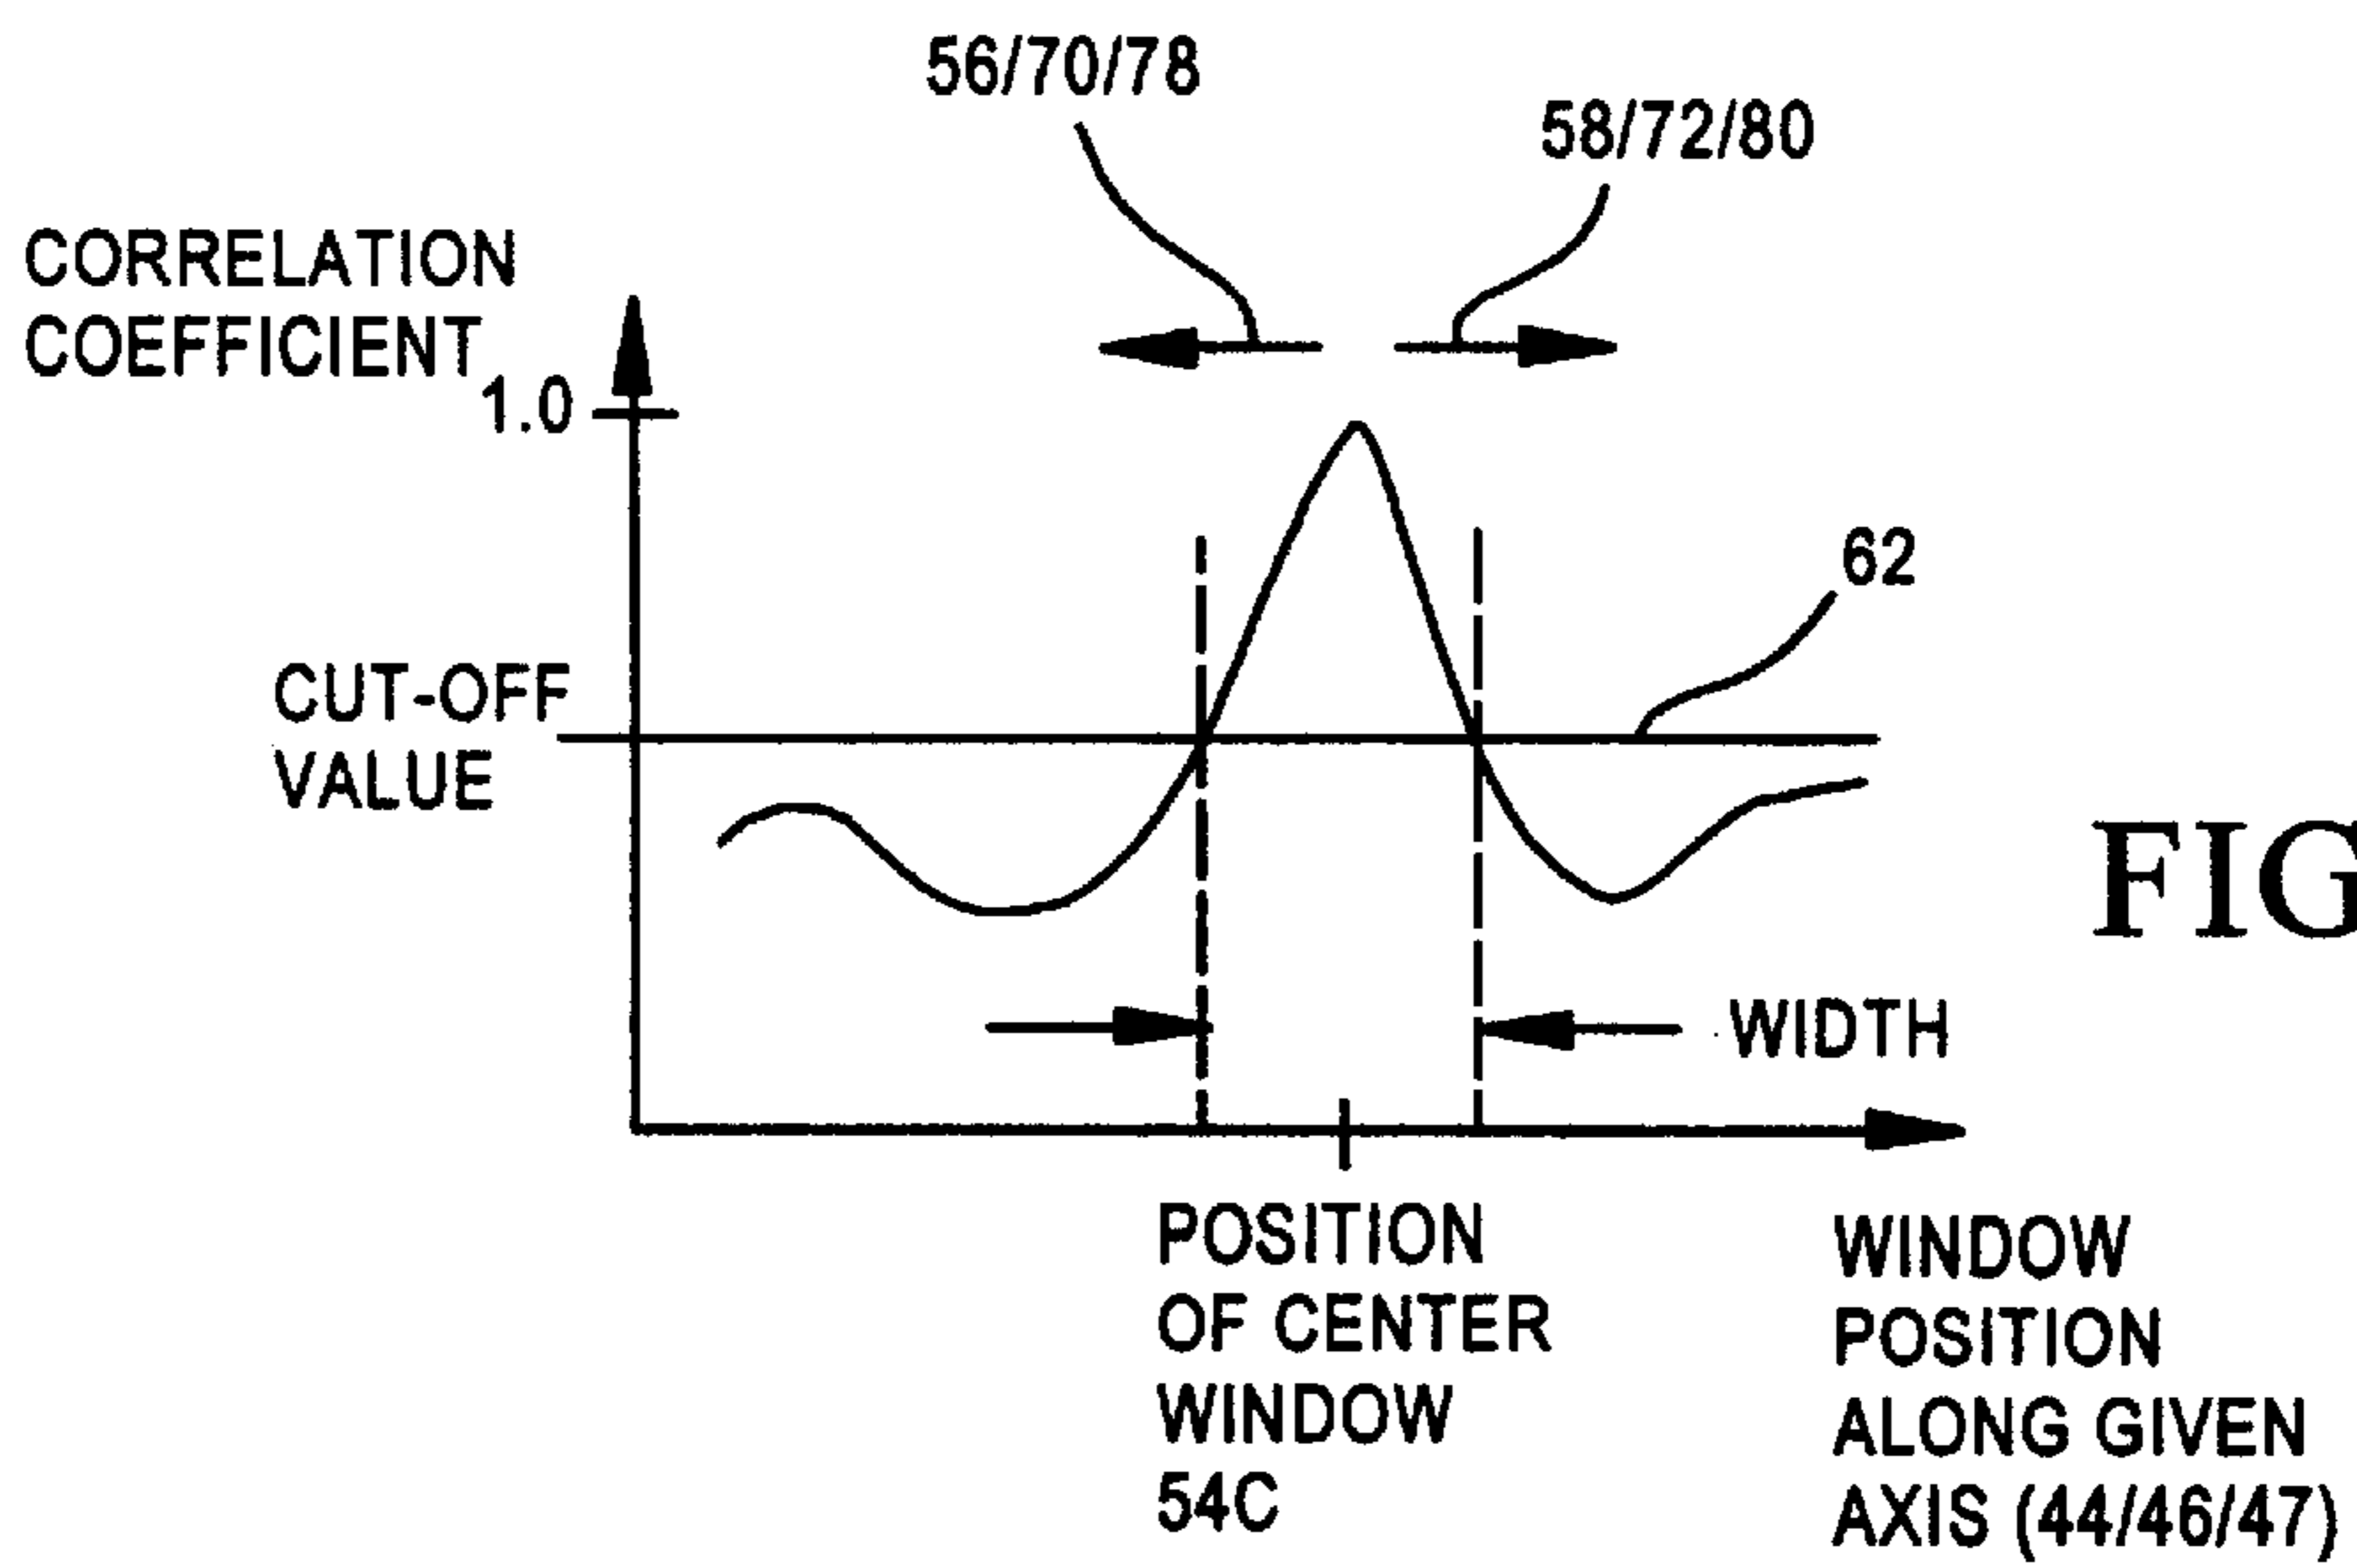 56/70/78
58/72/80
CORRELATION
COEFFICIENT
1.0
62
CUT-OFF
VALUE
FIG
WIDTH
POSITION
OF CENTER
WINDOW
54C
WINDOW
POSITION
ALONG GIVEN
AXIS (44/46/47)